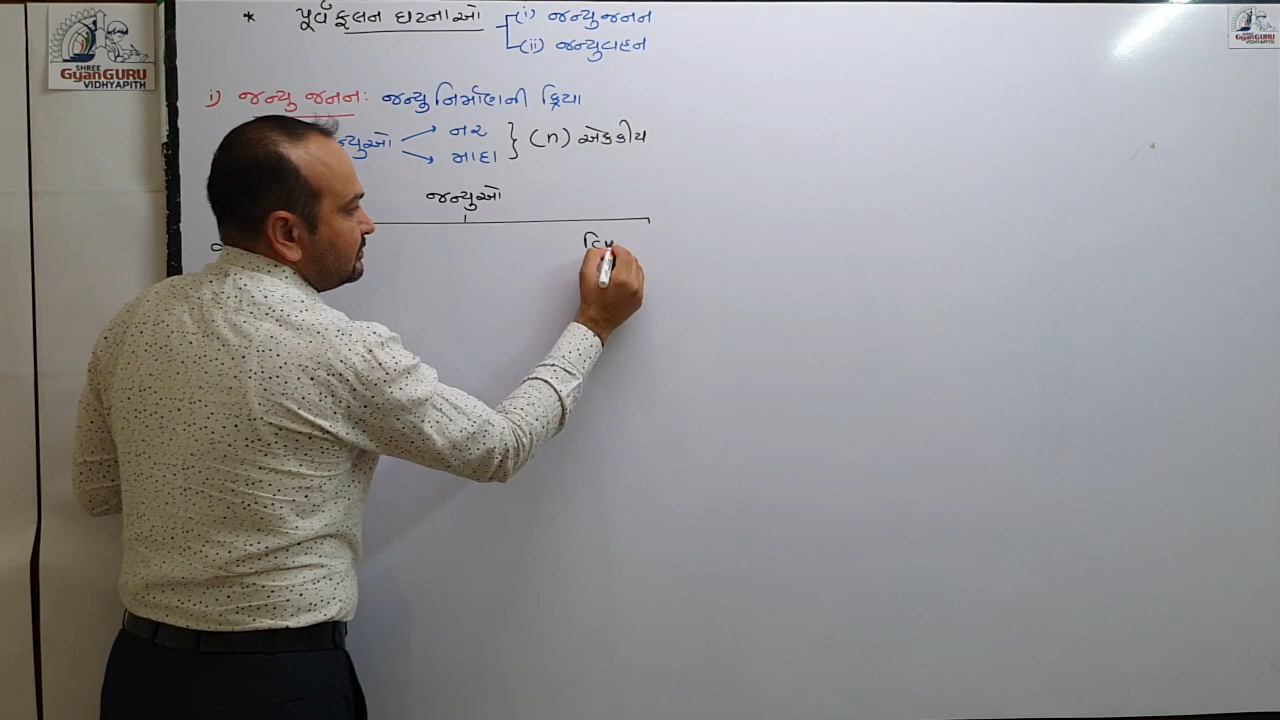 * પૂર્વ ફલન ઘટનાઓ
(i) જન્યુજનન
(ii) જન્યુવહન
i) જન્યુ જનન: જન્યુ નિર્માણની ક્રિયા
નર
માદા
(n) એકકીય
જન્યુઓ
SHREE
GyanGURU
VIDHYAPITH